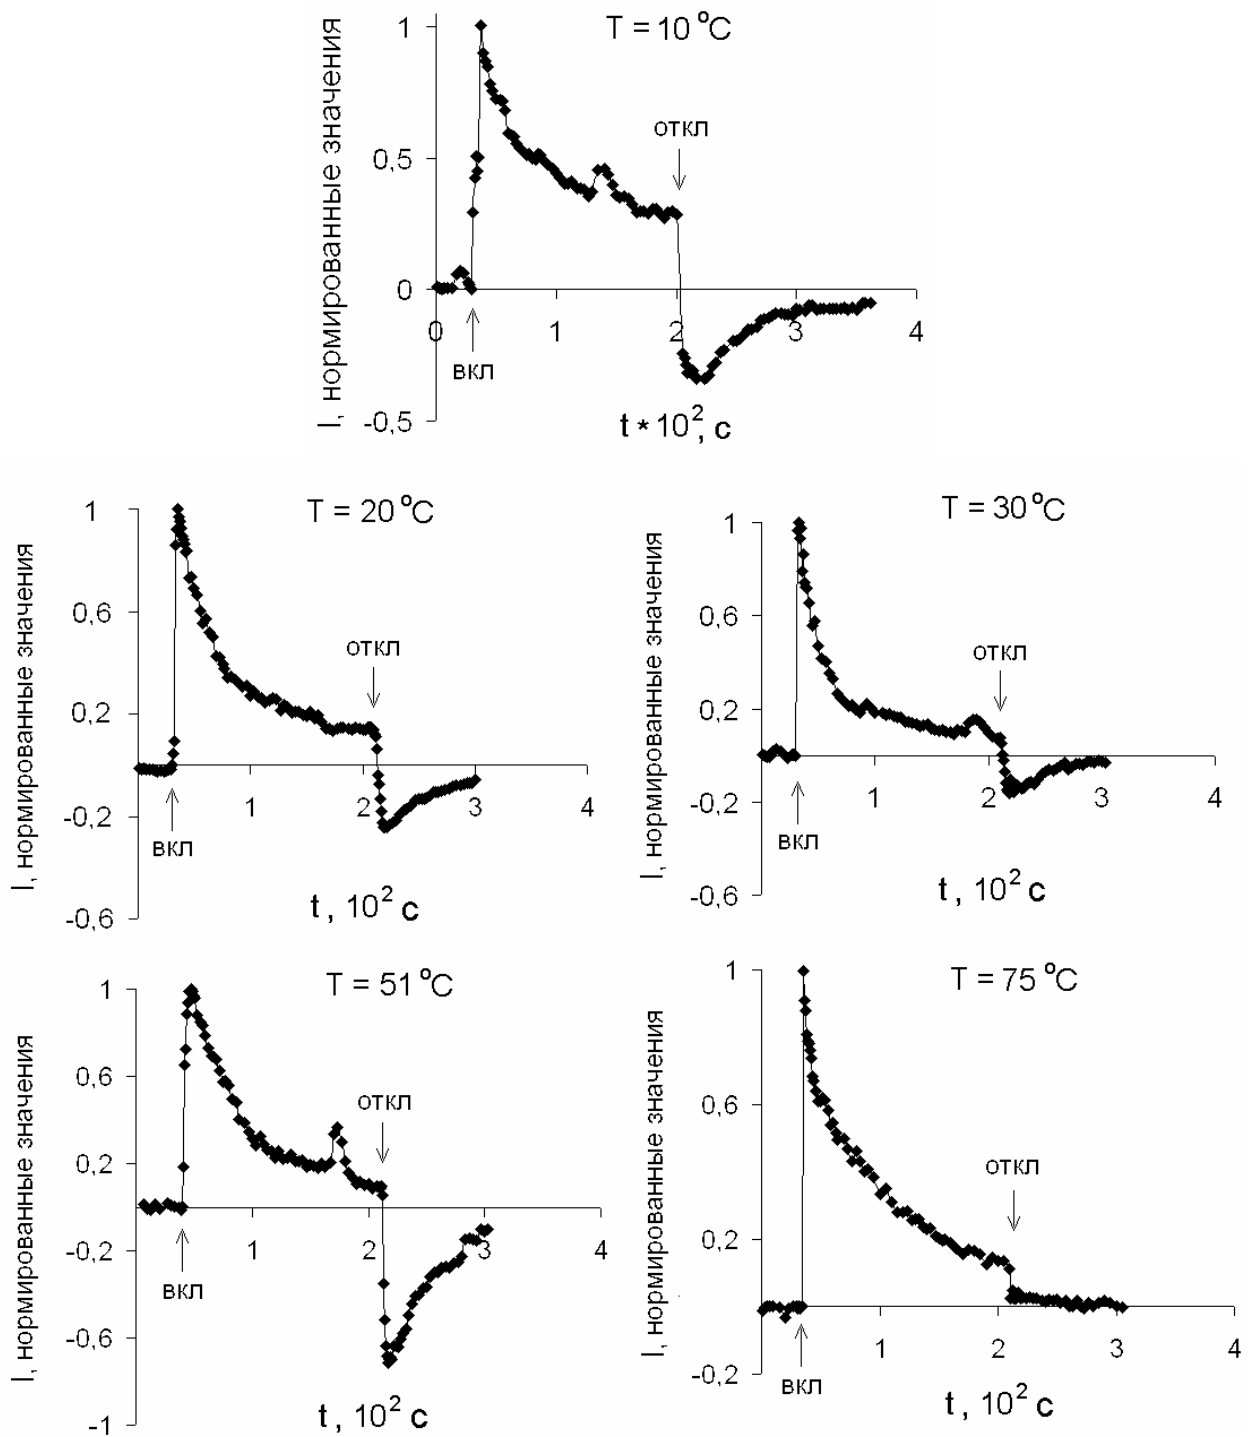 T = 10 °C
I, нормированные значения
1
0,5
0
-0,5
0 1 2 3 4
вкл
откл
t * 10², с
T = 20 °C
I, нормированные значения
1
0,6
0,2
-0,2
-0,6
1 2 3 4
вкл
откл
t , 10² с
T = 30 °C
I, нормированные значения
1
0,6
0,2
-0,2
-0,6
1 2 3 4
вкл
откл
t , 10² с
T = 51 °C
I, нормированные значения
1
0,6
0,2
-0,2
-0,6
-1
1 2 3 4
вкл
откл
t , 10² с
T = 75 °C
I, нормированные значения
1
0,6
0,2
-0,2
1 2 3 4
вкл
откл
t , 10² с